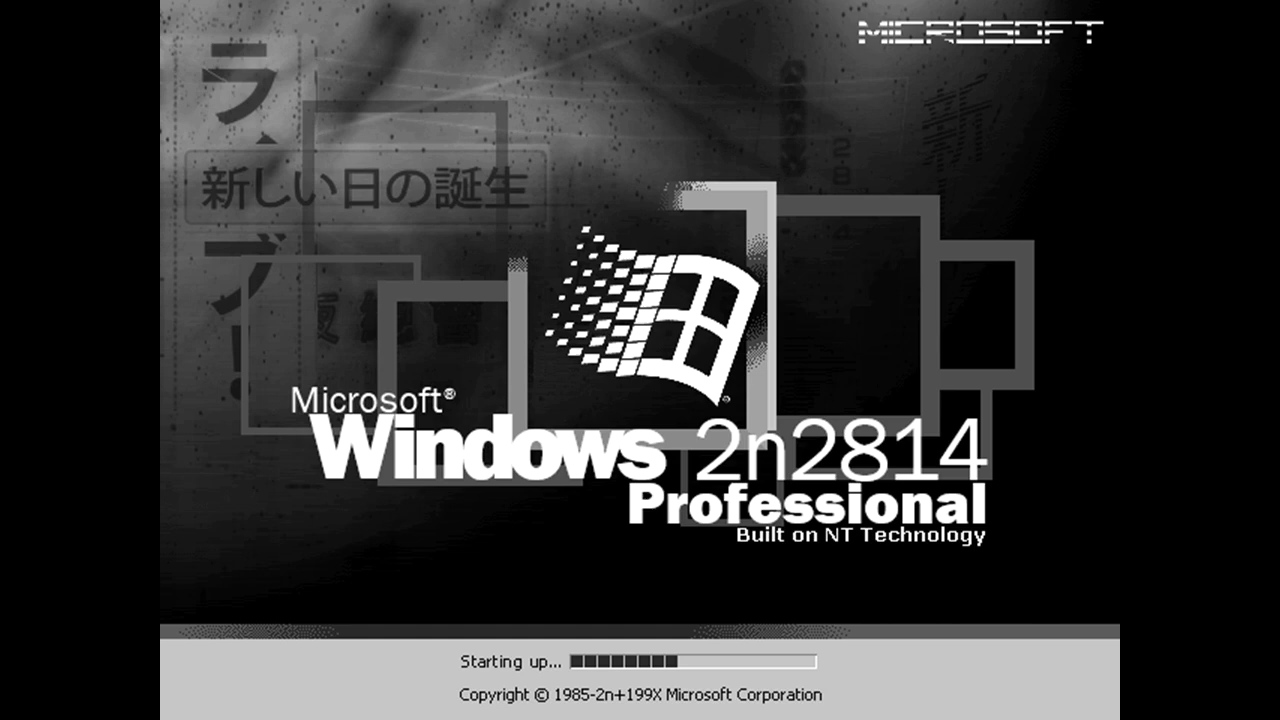 MICROSOFT
ラ、
ブ!
新しい日の誕生
新
Microsoft®
Windows 2n2814
Professional
Built on NT Technology
Starting up...
Copyright © 1985-2n+199X Microsoft Corporation